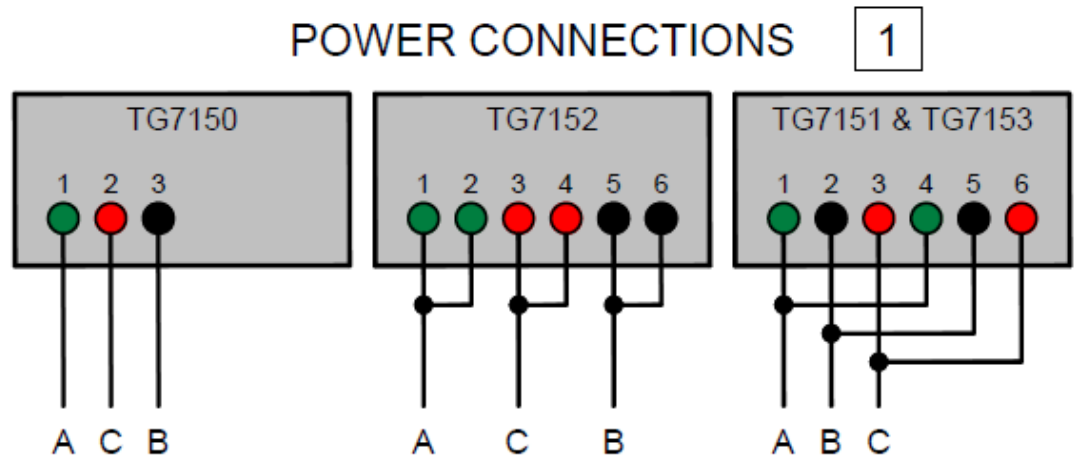 POWER CONNECTIONS 1
TG7150 TG7152 TG7151 & TG7153
1 2 3 1 2 3 4 5 6 1 2 3 4 5 6
A C B A C B A B C